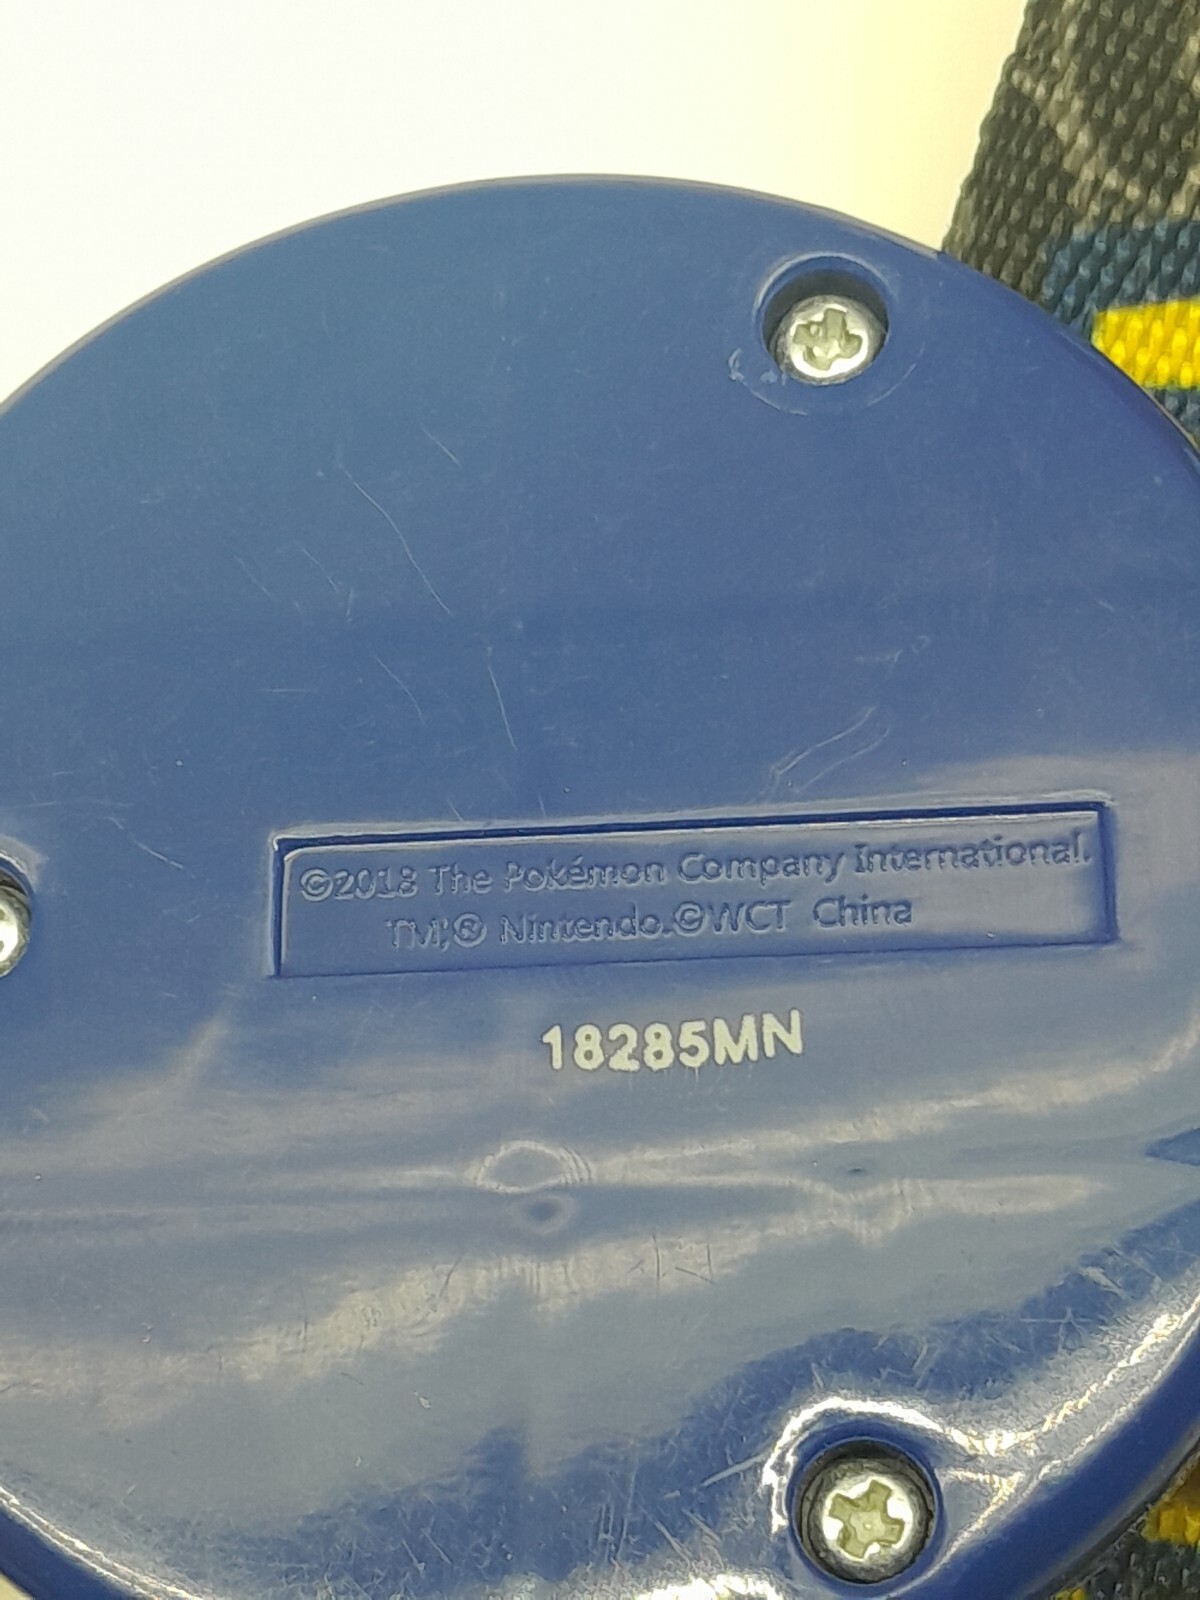 ©2018 The Pokémon Company International.
TM,® Nintendo.©WCT China
18285MN